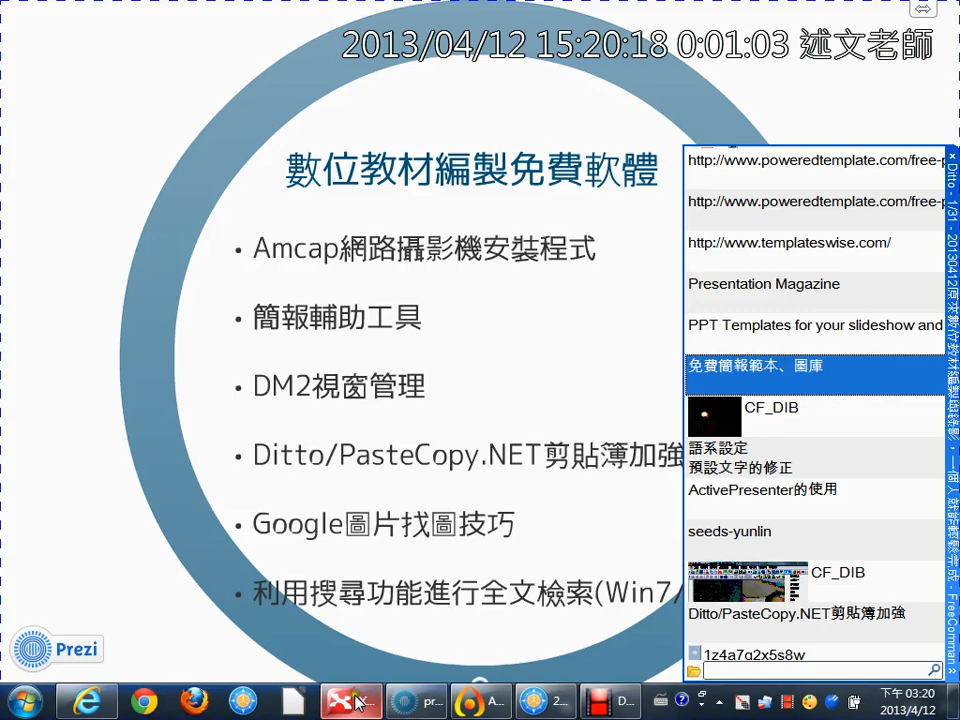 2013/04/12 15:20:18 0:01:03 述文老師
數位教材編製免費軟體
• Amcap網路攝影機安裝程式
• 簡報輔助工具
• DM2視窗管理
• Ditto/PasteCopy.NET剪貼簿加強
• Google圖片找圖技巧
• 利用搜尋功能進行全文檢索(Win7/
Prezi
http://www.poweredtemplate.com/free-p
http://www.poweredtemplate.com/free-p
http://www.templateswise.com/
Presentation Magazine
PPT Templates for your slideshow and
免費簡報範本、圖庫
CF_DIB
語系設定
預設文字的修正
ActivePresenter的使用
seeds-yunlin
CF_DIB
Ditto/PasteCopy.NET剪貼簿加強
1z4a7q2x5s8w
X...
pr...
A...
2...
D...
下午 03:20
2013/4/12